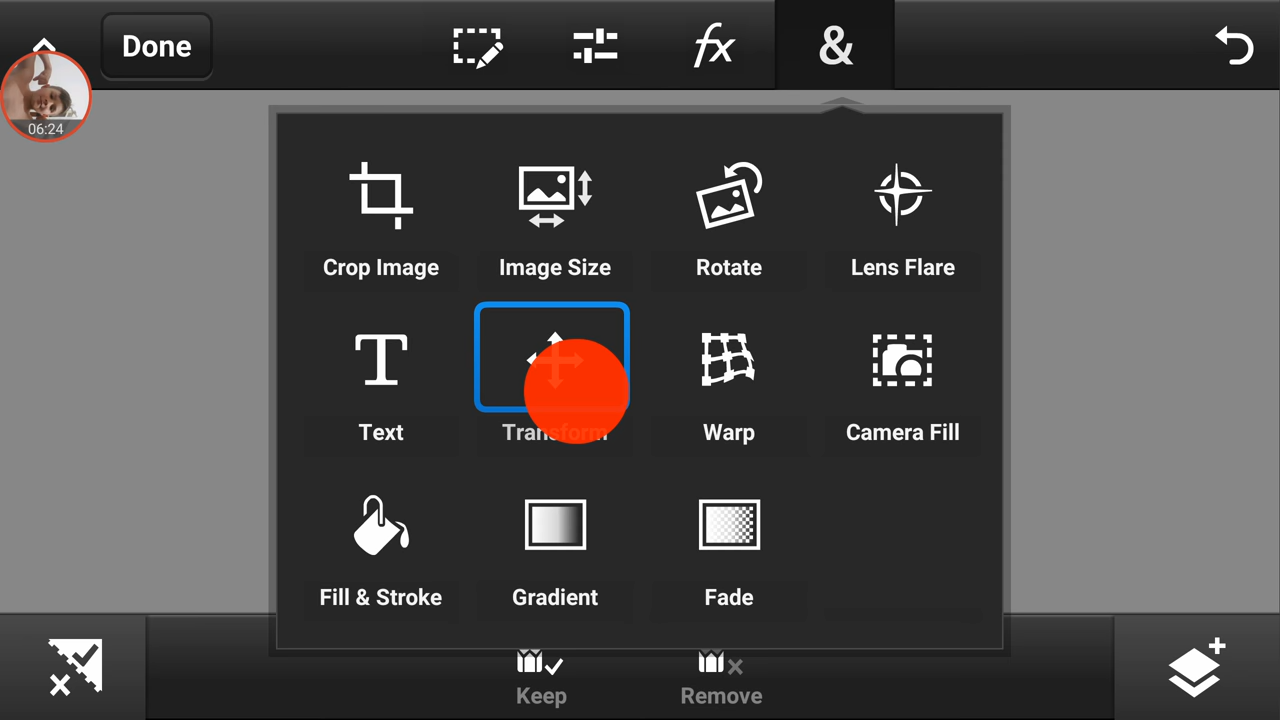 Done
fx
&
06:24
Crop Image
Image Size
Rotate
Lens Flare
T
Text
Transform
Warp
Camera Fill
Fill & Stroke
Gradient
Fade
Keep
Remove